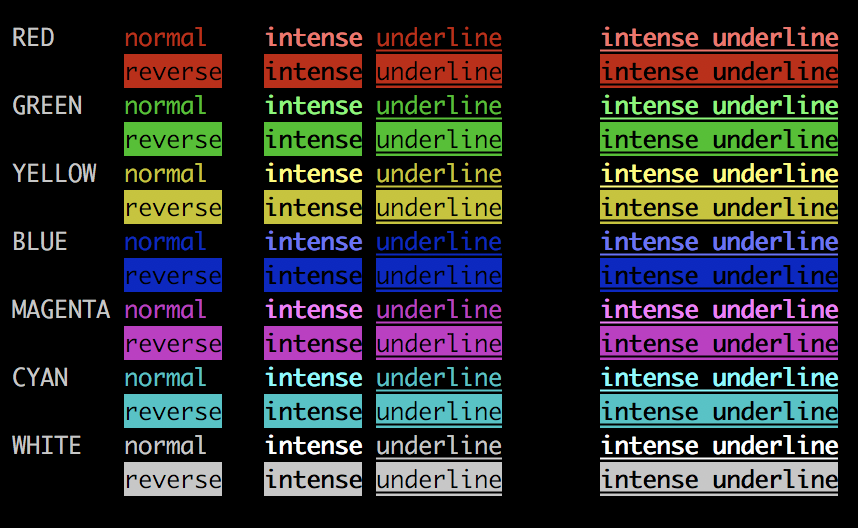 RED normal intense underline intense underline
reverse intense underline intense underline
GREEN normal intense underline intense underline
reverse intense underline intense underline
YELLOW normal intense underline intense underline
reverse intense underline intense underline
BLUE normal intense underline intense underline
reverse intense underline intense underline
MAGENTA normal intense underline intense underline
reverse intense underline intense underline
CYAN normal intense underline intense underline
reverse intense underline intense underline
WHITE normal intense underline intense underline
reverse intense underline intense underline